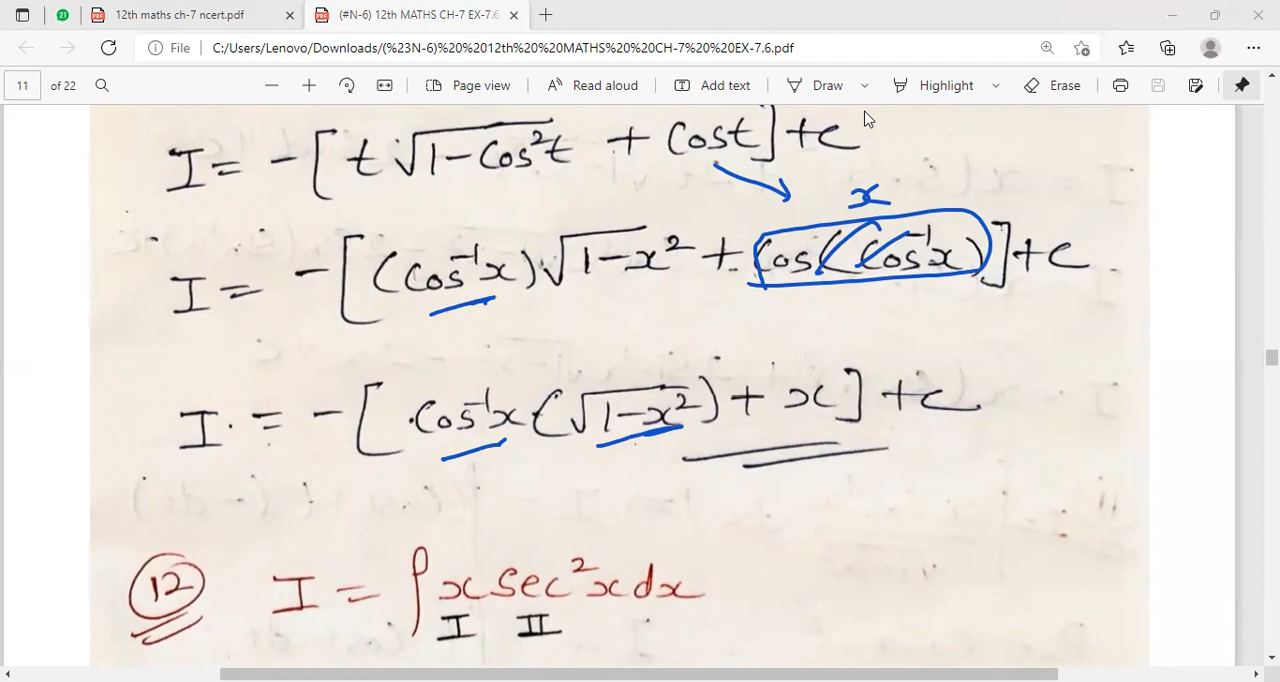 21
12th maths ch-7 ncert.pdf
(#N-6) 12th MATHS CH-7 EX-7.6
File
C:/Users/Lenovo/Downloads/(%23N-6)%20%2012th%20%20MATHS%20%20CH-7%20%20EX-7.6.pdf
11 of 22
Page view
Read aloud
Add text
Draw
Highlight
Erase
I = -[t√(1-Cos²t) + Cost] + c
x
I = -[(Cos⁻¹x)√(1-x²) + Cos(Cos⁻¹x)] + c
I = -[Cos⁻¹x(√(1-x²)) + x] + c
12 I = ∫x Sec²x dx
I II